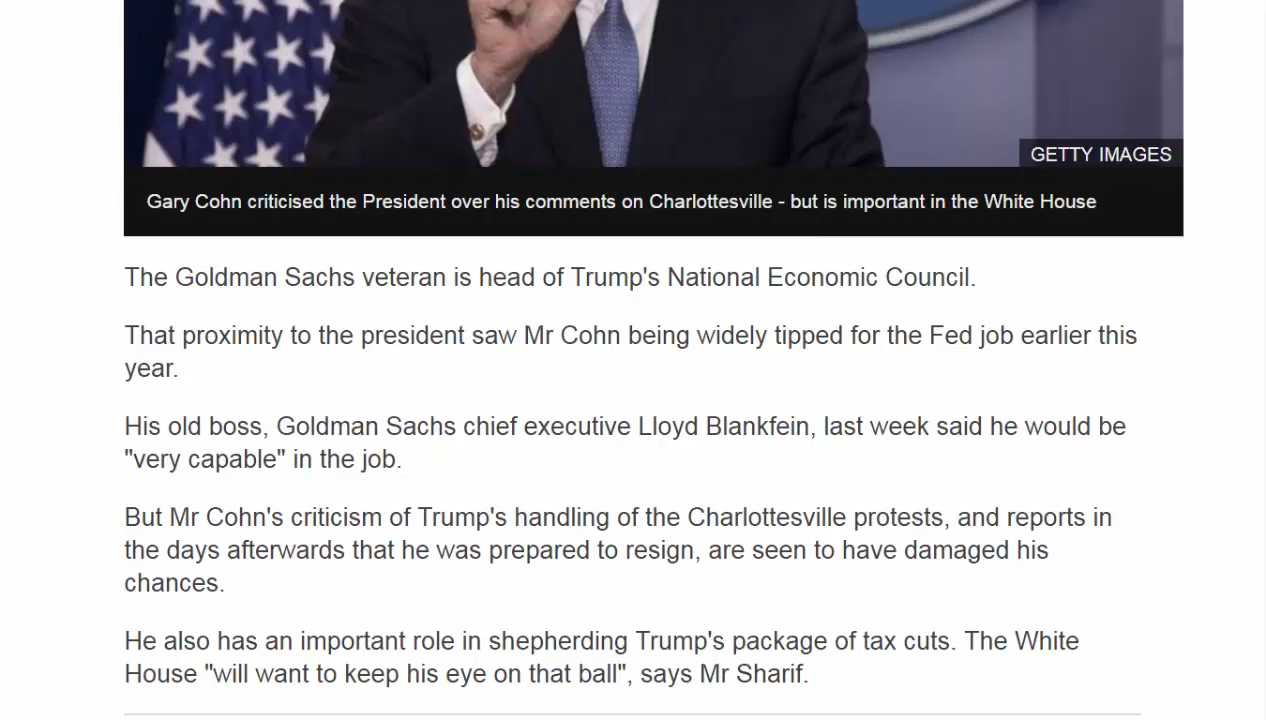 GETTY IMAGES
Gary Cohn criticised the President over his comments on Charlottesville - but is important in the White House
The Goldman Sachs veteran is head of Trump's National Economic Council.
That proximity to the president saw Mr Cohn being widely tipped for the Fed job earlier this
year.
His old boss, Goldman Sachs chief executive Lloyd Blankfein, last week said he would be
"very capable" in the job.
But Mr Cohn's criticism of Trump's handling of the Charlottesville protests, and reports in
the days afterwards that he was prepared to resign, are seen to have damaged his
chances.
He also has an important role in shepherding Trump's package of tax cuts. The White
House "will want to keep his eye on that ball", says Mr Sharif.